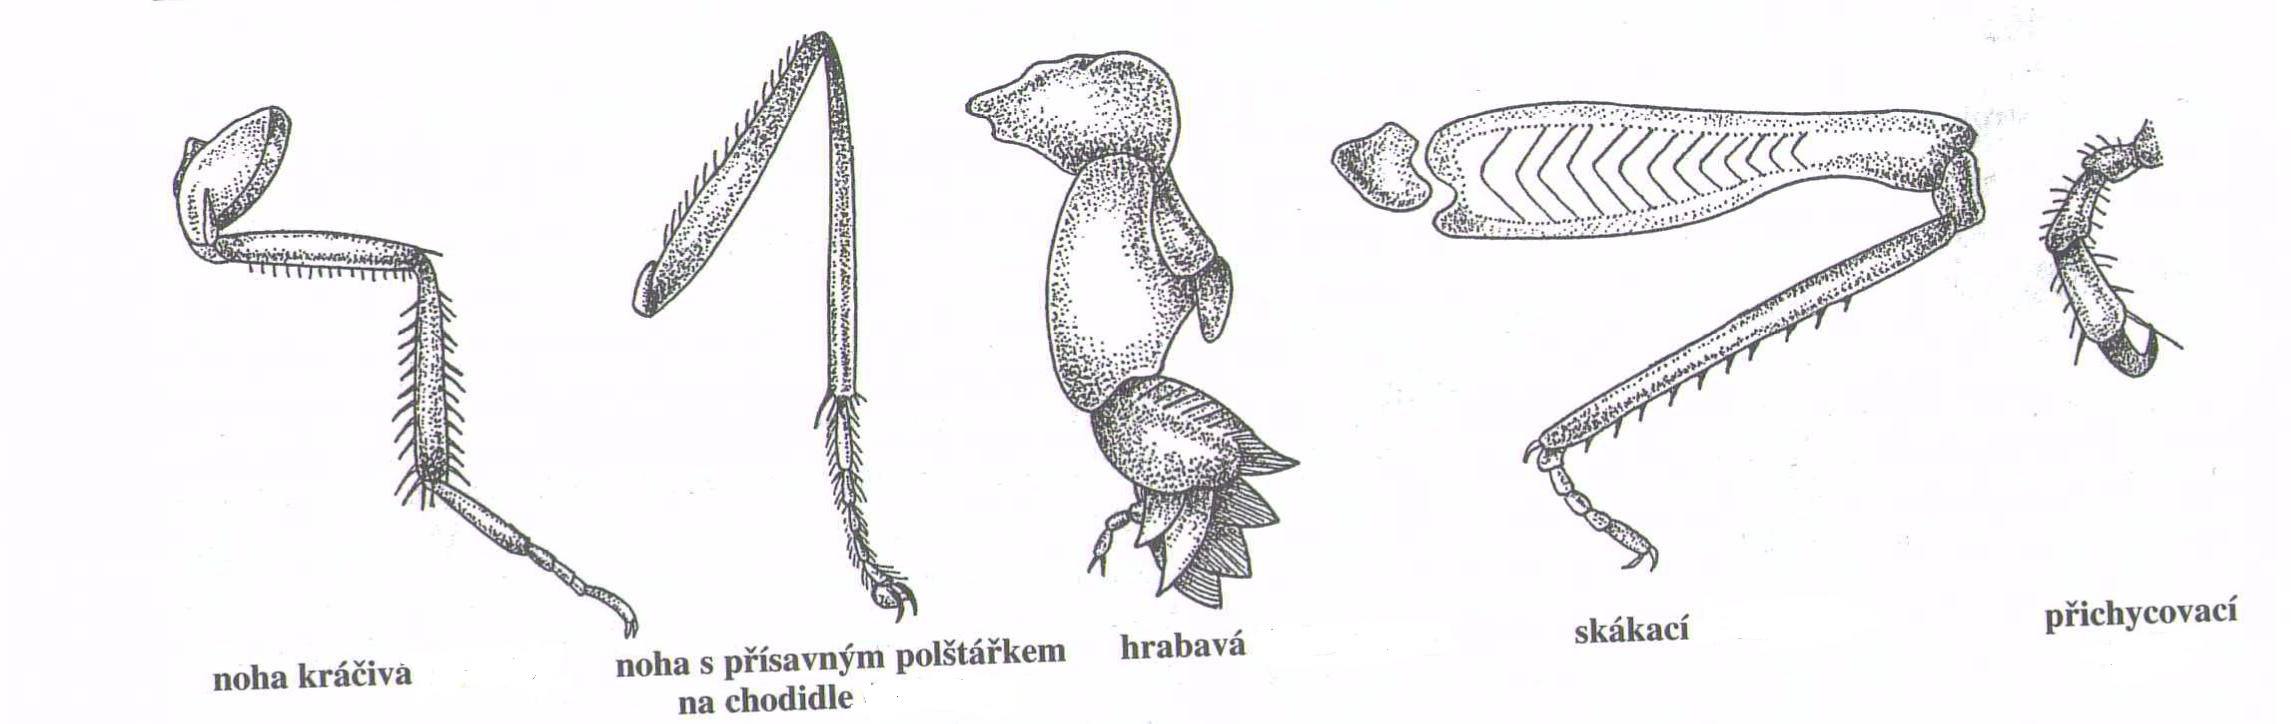 noha kráčivá
noha s přísavným polštářkem
na chodidle
hrabavá
skákací
přichycovací